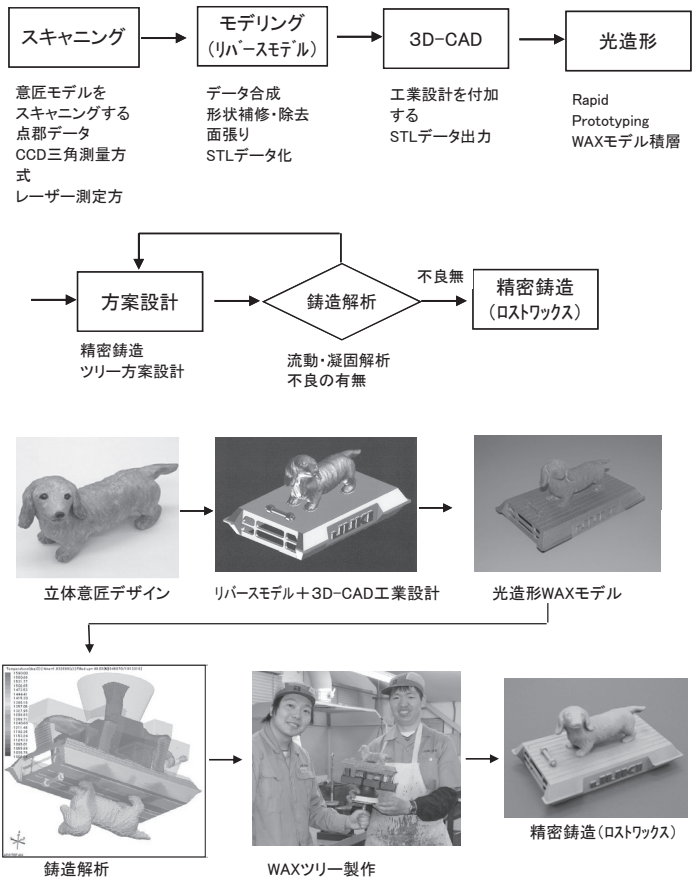 スキャニング
モデリング
(リバースモデル)
3D-CAD
光造形
意匠モデルを
スキャニングする
点郡データ
CCD三角測量方
式
レーザー測定方
データ合成
形状補修・除去
面張り
STLデータ化
工業設計を付加
する
STLデータ出力
Rapid
Prototyping
WAXモデル積層
方案設計
鋳造解析
不良無
精密鋳造
(ロストワックス)
精密鋳造
ツリー方案設計
流動・凝固解析
不良の有無
立体意匠デザイン
リバースモデル＋3D-CAD工業設計
光造形WAXモデル
鋳造解析
WAXツリー製作
精密鋳造(ロストワックス)